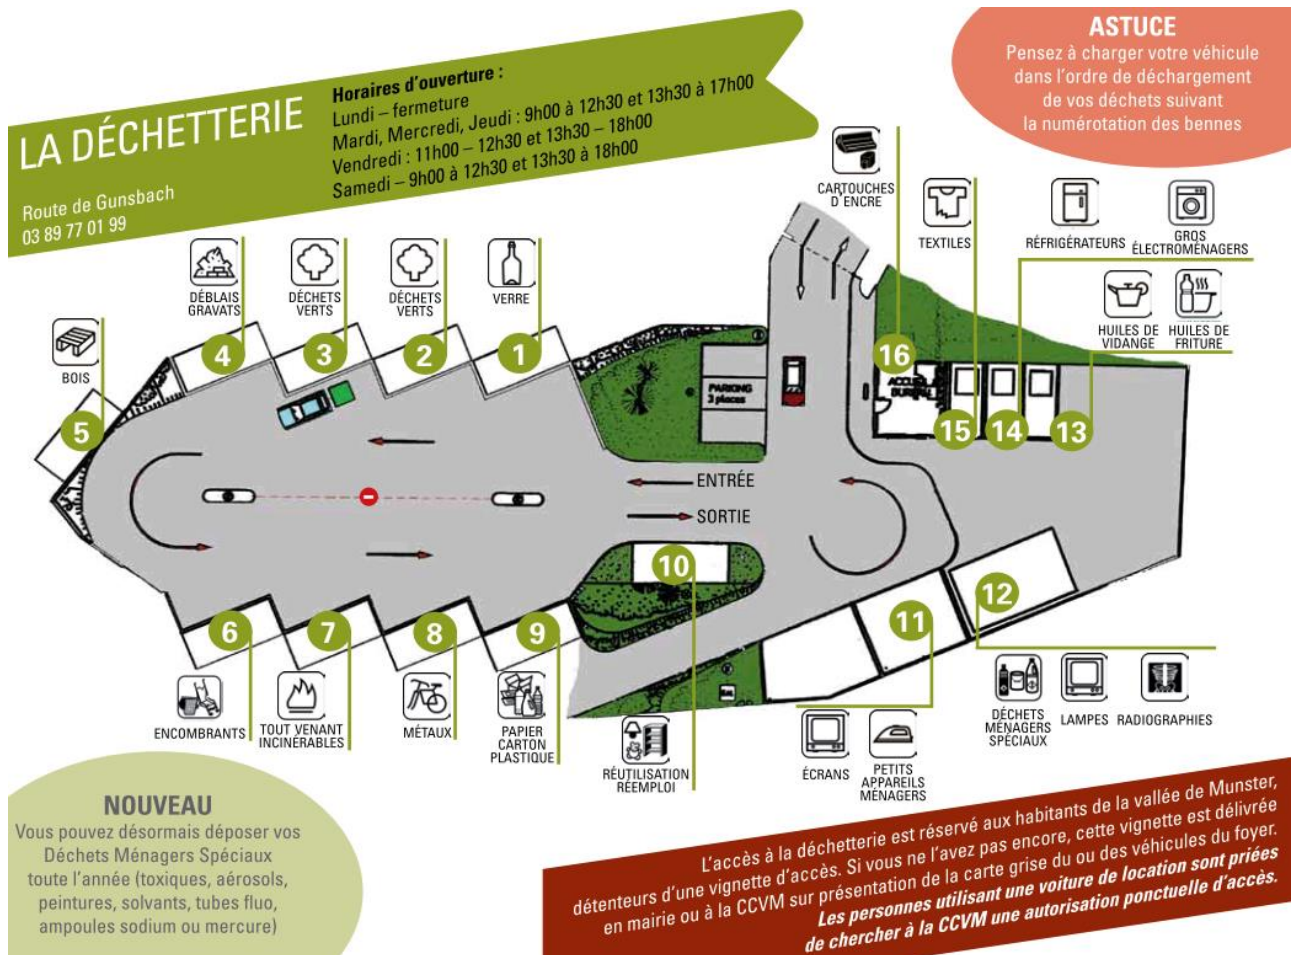 LA DÉCHETTERIE
Route de Gunsbach
03 89 77 01 99
Horaires d'ouverture :
Lundi – fermeture
Mardi, Mercredi, Jeudi : 9h00 à 12h30 et 13h30 à 17h00
Vendredi : 11h00 – 12h30 et 13h30 – 18h00
Samedi – 9h00 à 12h30 et 13h30 à 18h00
ASTUCE
Pensez à charger votre véhicule
dans l'ordre de déchargement
de vos déchets suivant
la numérotation des bennes
CARTOUCHES
D'ENCRE
TEXTILES
RÉFRIGÉRATEURS
GROS
ÉLECTROMÉNAGERS
HUILES DE
VIDANGE
HUILES DE
FRITURE
DÉBLAIS
GRAVATS
DÉCHETS
VERTS
DÉCHETS
VERTS
VERRE
BOIS
4
3
2
1
5
16
15
14
13
PARKING
3 places
ACCUEIL
BUREAU
ENTRÉE
SORTIE
10
6
7
8
9
11
12
ENCOMBRANTS
TOUT VENANT
INCINÉRABLES
MÉTAUX
PAPIER
CARTON
PLASTIQUE
RÉUTILISATION
RÉEMPLOI
ÉCRANS
PETITS
APPAREILS
MÉNAGERS
DÉCHETS
MÉNAGERS
SPÉCIAUX
LAMPES
RADIOGRAPHIES
NOUVEAU
Vous pouvez désormais déposer vos
Déchets Ménagers Spéciaux
toute l'année (toxiques, aérosols,
peintures, solvants, tubes fluo,
ampoules sodium ou mercure)
L'accès à la déchetterie est réservé aux habitants de la vallée de Munster,
détenteurs d'une vignette d'accès. Si vous ne l'avez pas encore, cette vignette est délivrée
en mairie ou à la CCVM sur présentation de la carte grise du ou des véhicules du foyer.
Les personnes utilisant une voiture de location sont priées
de chercher à la CCVM une autorisation ponctuelle d'accès.